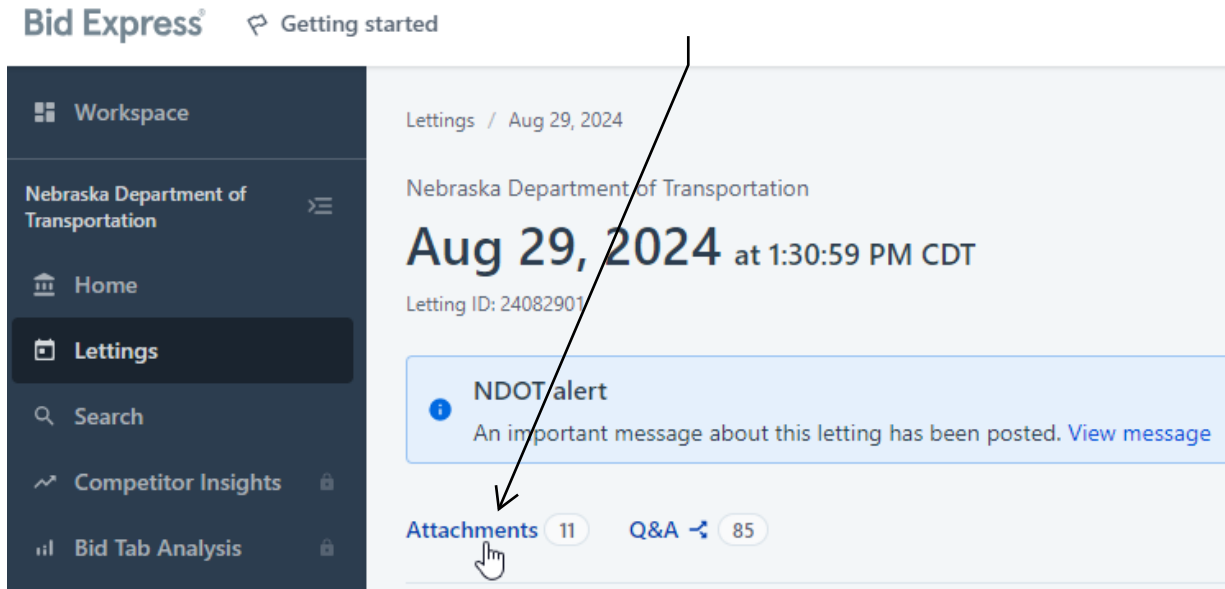 Bid Express®
Getting started
Workspace
Nebraska Department of
Transportation
Home
Lettings
Search
Competitor Insights
Bid Tab Analysis
Lettings / Aug 29, 2024
Nebraska Department of Transportation
Aug 29, 2024 at 1:30:59 PM CDT
Letting ID: 24082901
NDOT alert
An important message about this letting has been posted. View message
Attachments 11 Q&A 85